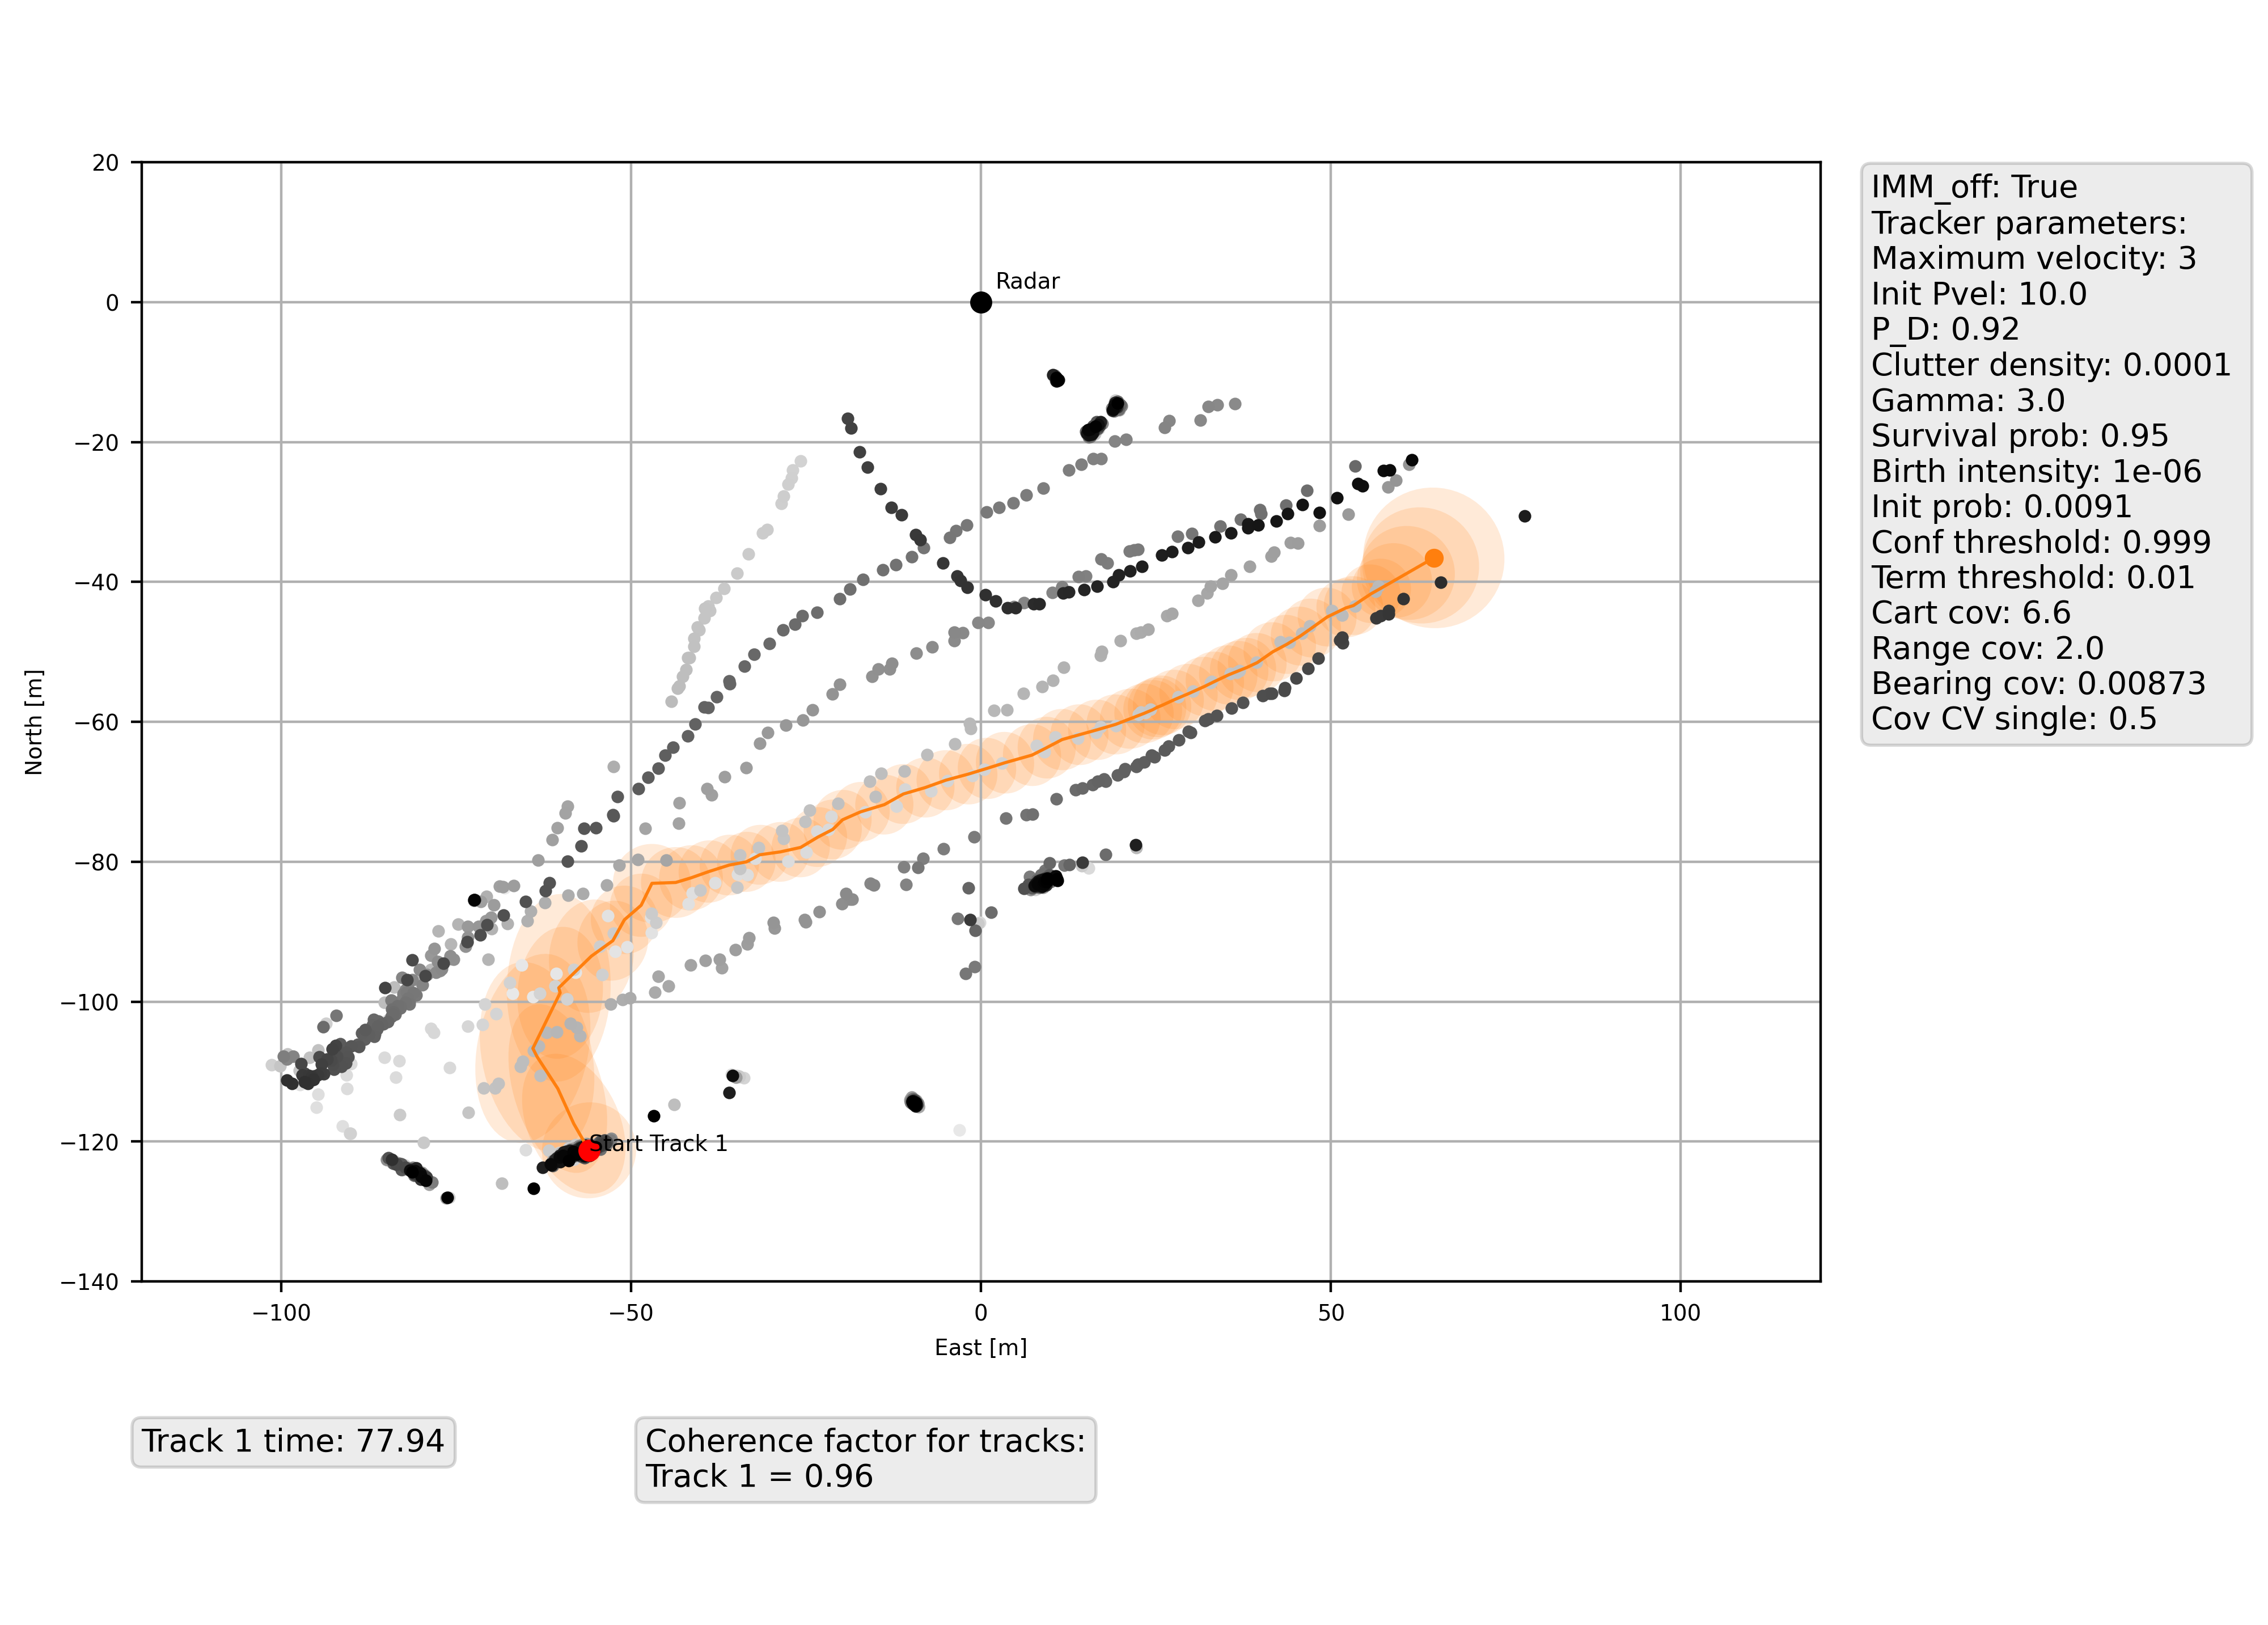 20
0
−20
−40
−60
−80
−100
−120
−140
−100
−50
0
50
100
North [m]
East [m]
Radar
Start Track 1
IMM_off: True
Tracker parameters:
Maximum velocity: 3
Init Pvel: 10.0
P_D: 0.92
Clutter density: 0.0001
Gamma: 3.0
Survival prob: 0.95
Birth intensity: 1e-06
Init prob: 0.0091
Conf threshold: 0.999
Term threshold: 0.01
Cart cov: 6.6
Range cov: 2.0
Bearing cov: 0.00873
Cov CV single: 0.5
Track 1 time: 77.94
Coherence factor for tracks:
Track 1 = 0.96